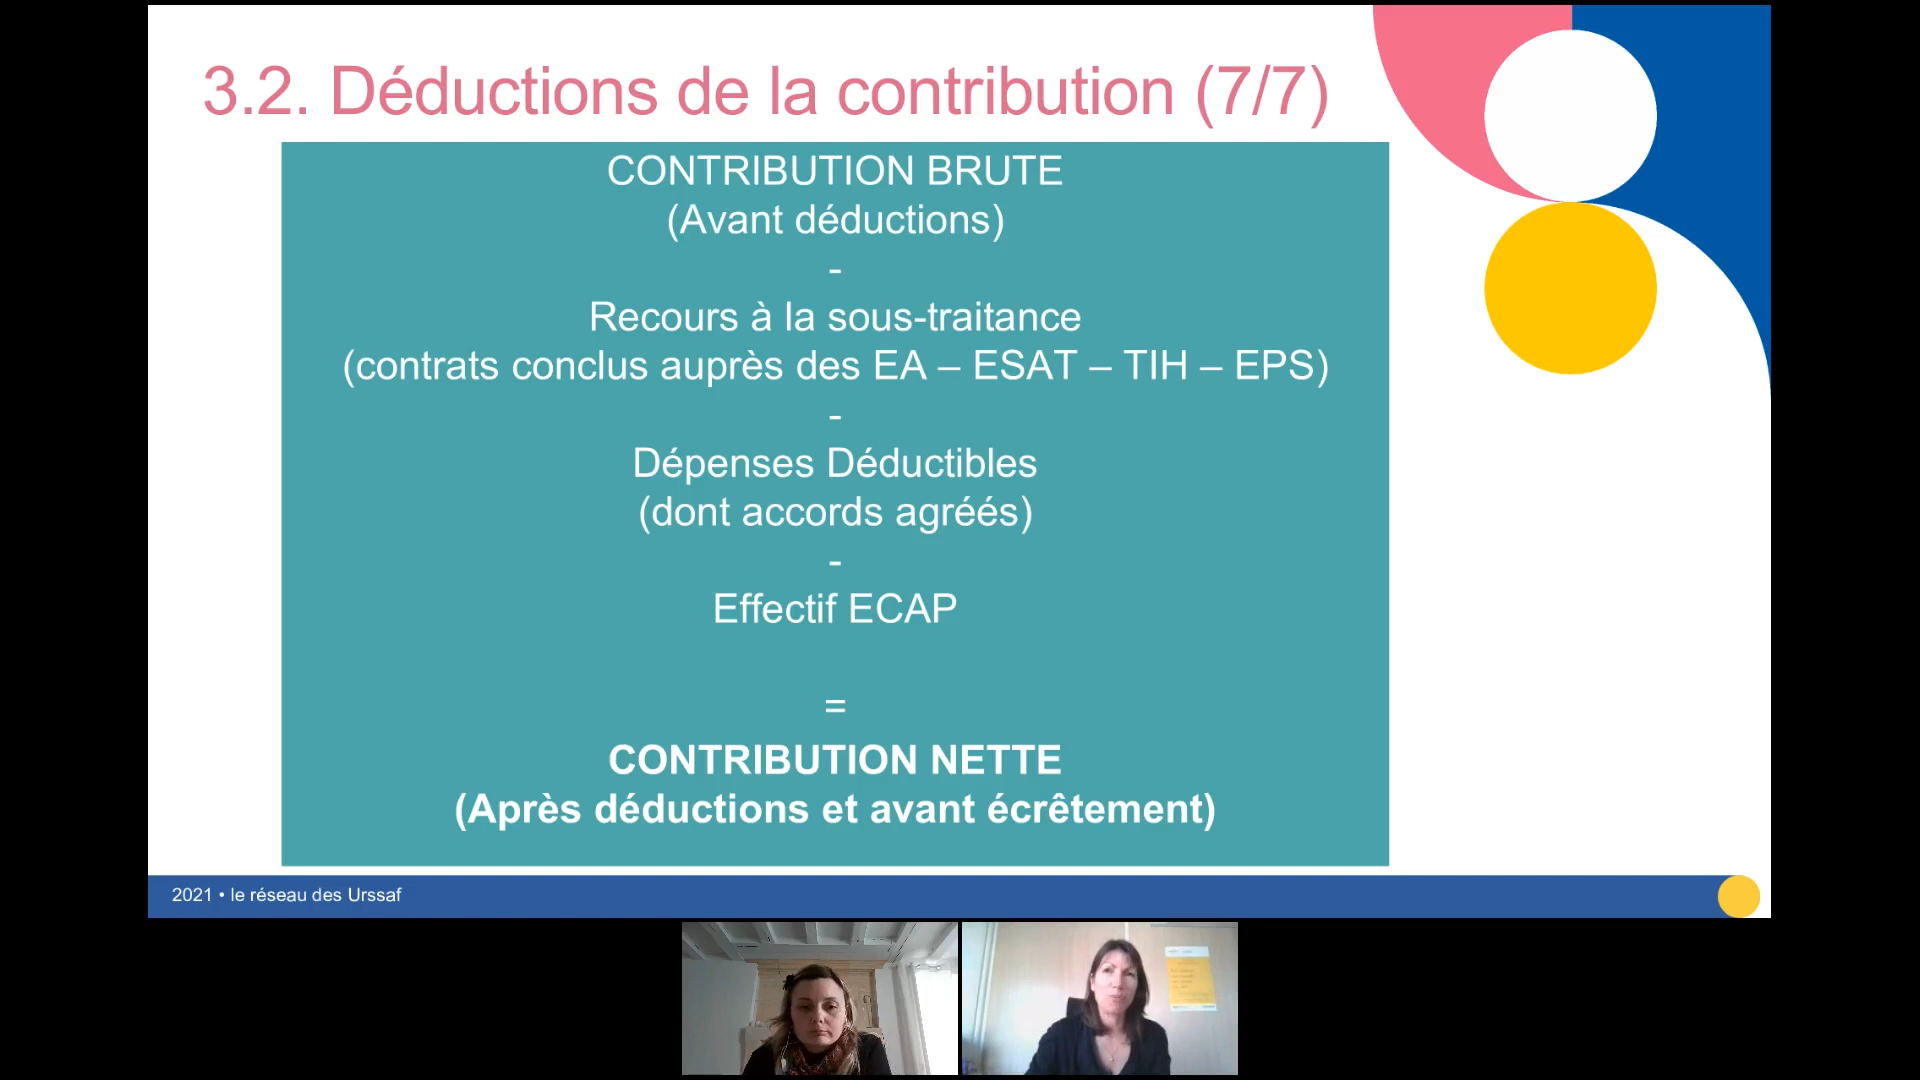 3.2. Déductions de la contribution (7/7)
CONTRIBUTION BRUTE
(Avant déductions)
-
Recours à la sous-traitance
(contrats conclus auprès des EA – ESAT – TIH – EPS)
-
Dépenses Déductibles
(dont accords agréés)
-
Effectif ECAP
=
CONTRIBUTION NETTE
(Après déductions et avant écrêtement)
2021 • le réseau des Urssaf